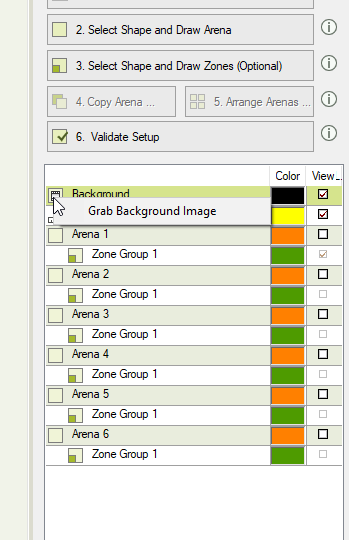 2. Select Shape and Draw Arena
3. Select Shape and Draw Zones (Optional)
4. Copy Arena ...
5. Arrange Arenas ...
6. Validate Setup
Color View...
Background
Grab Background Image
Arena 1
Zone Group 1
Arena 2
Zone Group 1
Arena 3
Zone Group 1
Arena 4
Zone Group 1
Arena 5
Zone Group 1
Arena 6
Zone Group 1